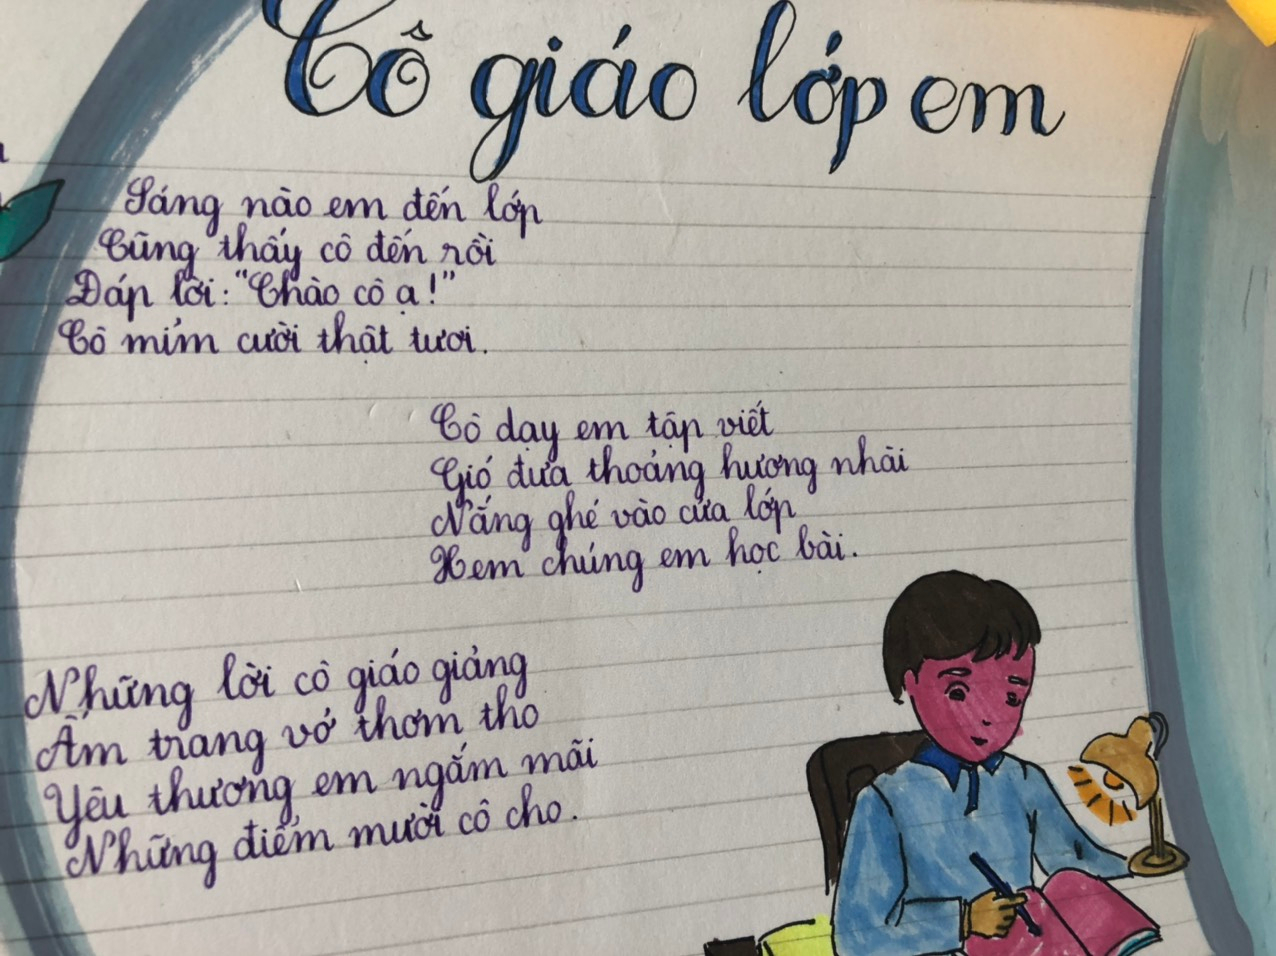 Cô giáo lớp em
Sáng nào em đến lớp
Cũng thấy cô đến rồi
Đáp lời: "Chào cô ạ!"
Cô mỉm cười thật tươi.
Cô dạy em tập viết
Gió đưa thoảng hương nhài
Nắng ghé vào cửa lớp
Xem chúng em học bài.
Những lời cô giáo giảng
Ấm trang vở thơm tho
Yêu thương em ngắm mãi
Những điểm mười cô cho.